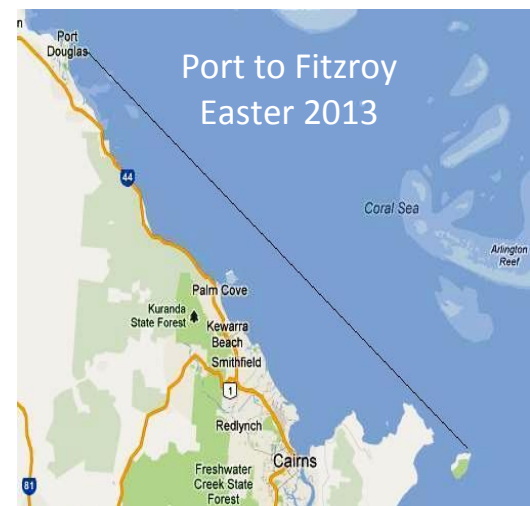 n
Port
Douglas
Port to Fitzroy
Easter 2013
44
Coral Sea
Arlington
Reef
Palm Cove
Kuranda
State Forest
Kewarra
Beach
Smithfield
1
Redlynch
Cairns
Freshwater
Creek State
Forest
81